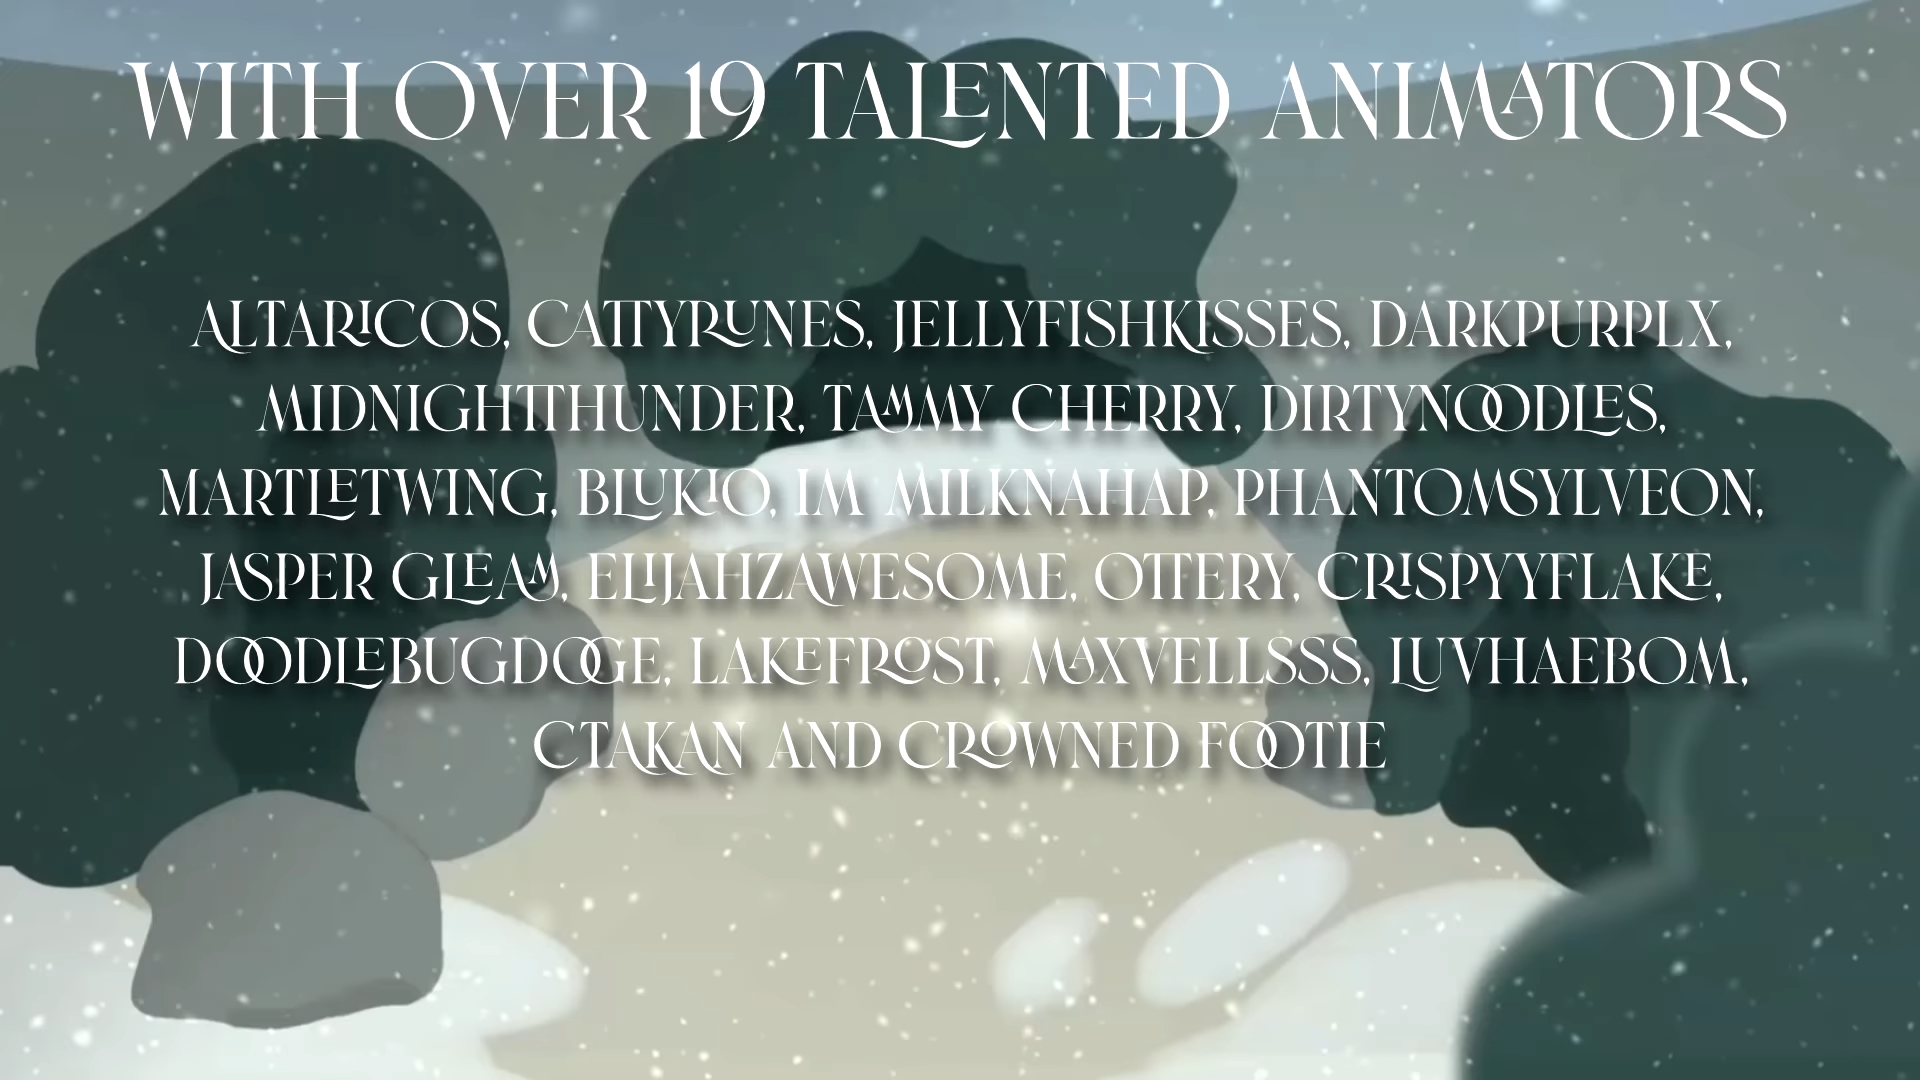 WITH OVER 19 TALENTED ANIMATORS
ALTARICOS, CATTYRUNES, JELLYFISHKISSES, DARKPURPLX,
MIDNIGHTTHUNDER, TAMMY CHERRY, DIRTYNOODLES,
MARTLETWING, BLUKIO, IM MILKNAHAP, PHANTOMSYLVEON,
JASPER GLEAM, ELIJAHZAWESOME, OTTERY, CRISPYYFLAKE,
DOODLEBUGDOGE, LAKEFROST, MAXVELLSSS, LUVHAEBOM,
CTAKAN AND CROWNED FOOTIE